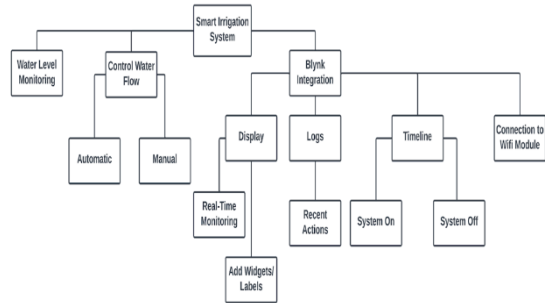 Smart Irrigation
System
Water Level
Monitoring
Control Water
Flow
Blynk
Integration
Automatic
Manual
Display
Logs
Timeline
Connection to
Wifi Module
Real-Time
Monitoring
Recent
Actions
System On
System Off
Add Widgets/
Labels